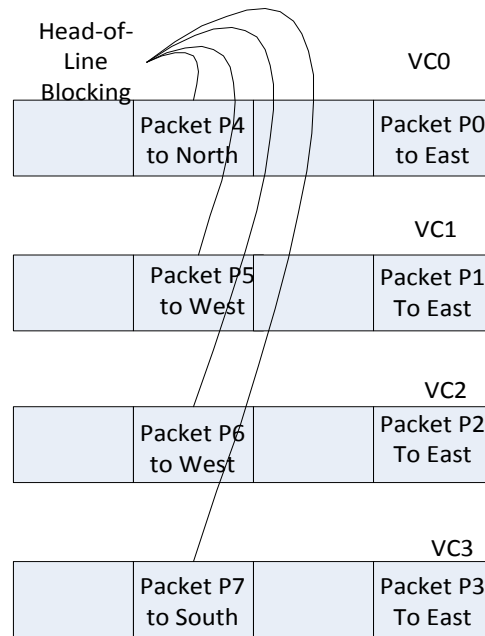 Head-of-
Line
Blocking
VC0
Packet P4
to North
Packet P0
to East
VC1
Packet P5
to West
Packet P1
To East
VC2
Packet P6
to West
Packet P2
To East
VC3
Packet P7
to South
Packet P3
To East